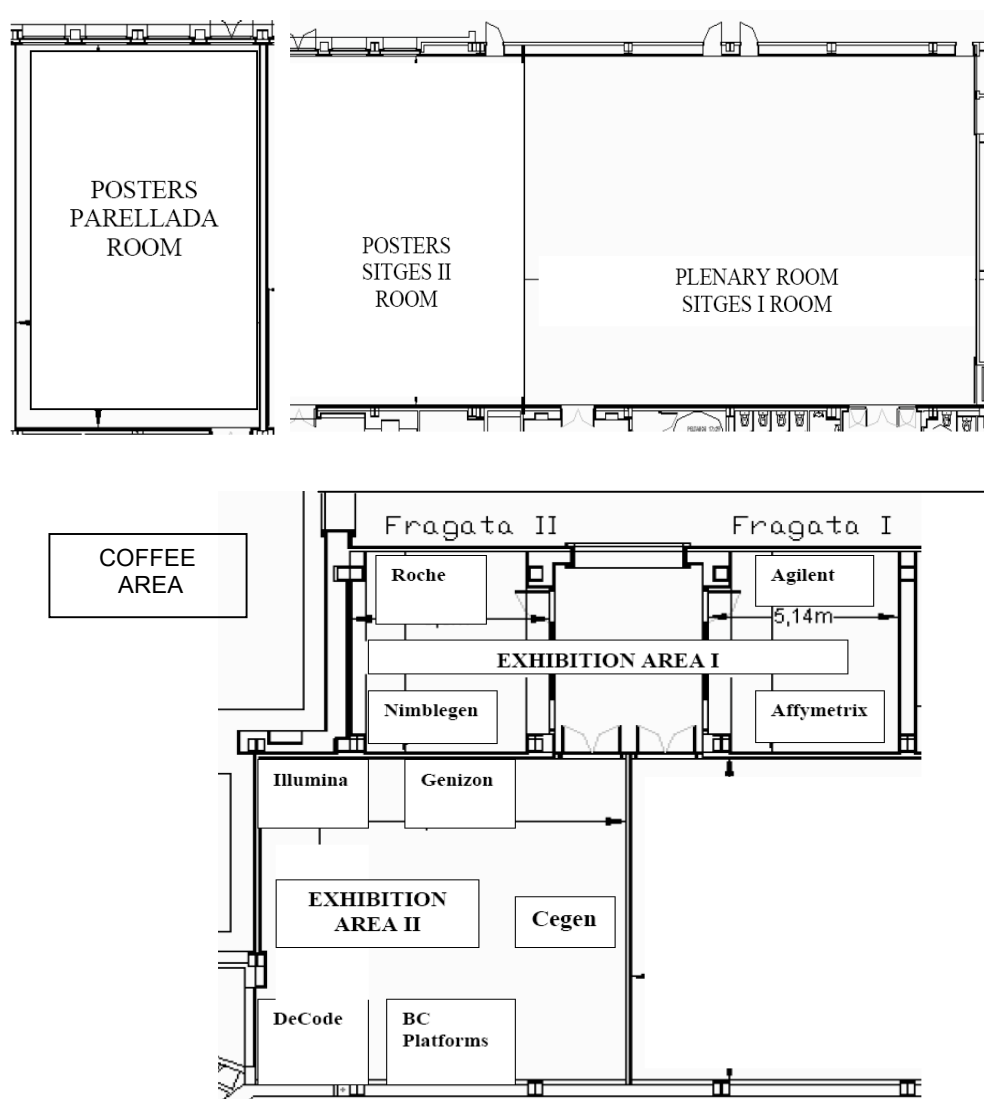 POSTERS
PARELLADA
ROOM
POSTERS
SITGES II
ROOM
PLENARY ROOM
SITGES I ROOM
COFFEE
AREA
Fragata II
Fragata I
Roche
Agilent
5,14m
EXHIBITION AREA I
Nimblegen
Affymetrix
Illumina
Genizon
EXHIBITION
AREA II
Cegen
DeCode
BC
Platforms